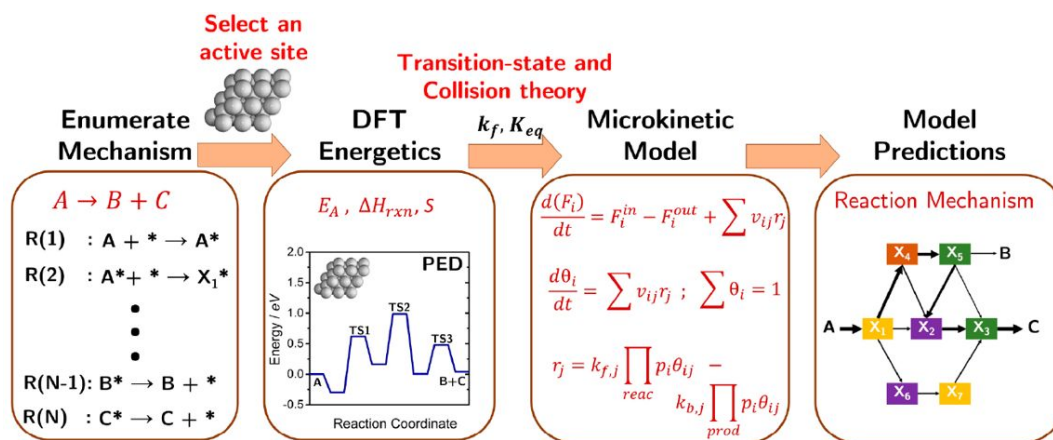 Select an
active site
Transition-state and
Collision theory
Enumerate
Mechanism
DFT
Energetics
k_f, K_eq
Microkinetic
Model
Model
Predictions
A → B + C
R(1) : A + * → A*
R(2) : A*+ * → X₁*
R(N-1): B* → B + *
R(N) : C* → C + *
E_A , ΔH_rxn, S
PED
Energy / eV
2.0
1.5
1.0
0.5
0.0
-0.5
A
TS1
TS2
TS3
B+C
Reaction Coordinate
d(F_i)/dt = F_i^in − F_i^out + ∑ v_ij r_j
dθ_i/dt = ∑ v_ij r_j ; ∑ θ_i = 1
r_j = k_f,j ∏_reac p_i θ_ij −
k_b,j ∏_prod p_i θ_ij
Reaction Mechanism
X₄ X₅ B
A X₁ X₂ X₃ C
X₆ X₇